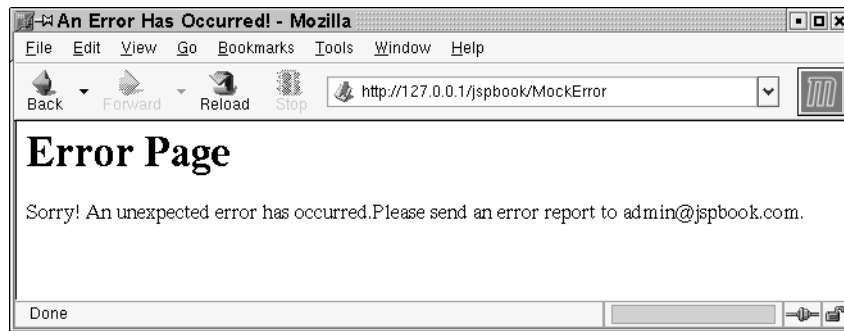 An Error Has Occurred! - Mozilla
File Edit View Go Bookmarks Tools Window Help
Back Forward Reload Stop http://127.0.0.1/jspbook/MockError
Error Page
Sorry! An unexpected error has occurred.Please send an error report to admin@jspbook.com.
Done